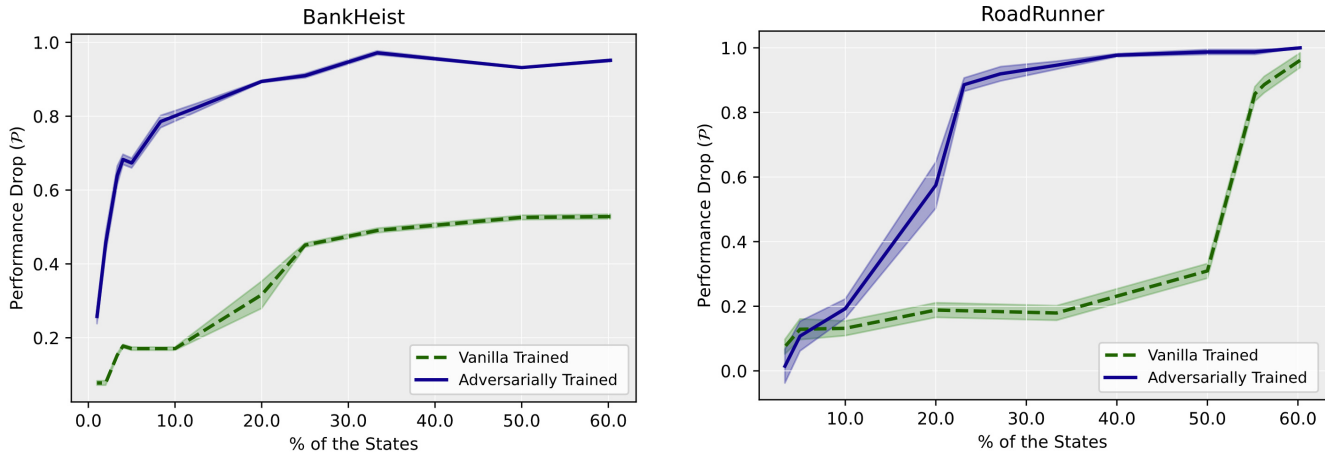 BankHeist
Performance Drop (𝒫)
1.0
0.8
0.6
0.4
0.2
0.0 10.0 20.0 30.0 40.0 50.0 60.0
% of the States
Vanilla Trained
Adversarially Trained
RoadRunner
Performance Drop (𝒫)
1.0
0.8
0.6
0.4
0.2
0.0
10.0 20.0 30.0 40.0 50.0 60.0
% of the States
Vanilla Trained
Adversarially Trained